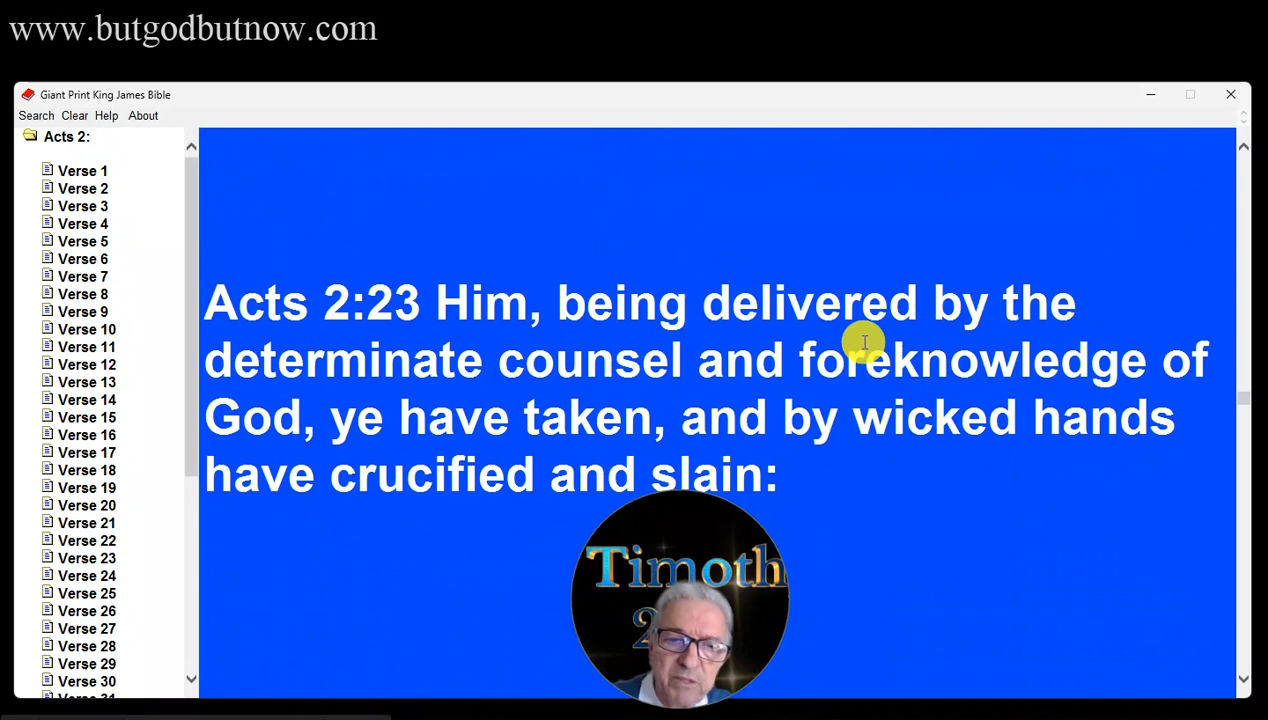 www.butgodbutnow.com
Giant Print King James Bible
Search Clear Help About
Acts 2:
Verse 1
Verse 2
Verse 3
Verse 4
Verse 5
Verse 6
Verse 7
Verse 8
Verse 9
Verse 10
Verse 11
Verse 12
Verse 13
Verse 14
Verse 15
Verse 16
Verse 17
Verse 18
Verse 19
Verse 20
Verse 21
Verse 22
Verse 23
Verse 24
Verse 25
Verse 26
Verse 27
Verse 28
Verse 29
Verse 30
Acts 2:23 Him, being delivered by the
determinate counsel and foreknowledge of
God, ye have taken, and by wicked hands
have crucified and slain:
Timoth
2